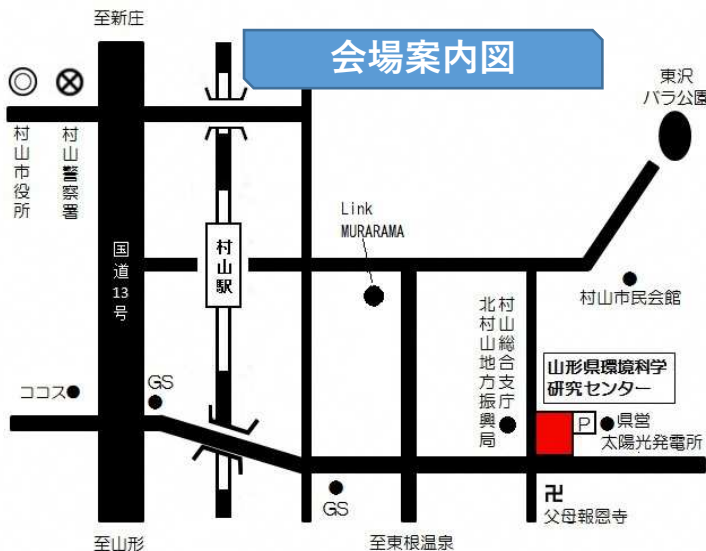 至新庄
会場案内図
東沢
バラ公園
村山市役所
村山警察署
Link
MURARAMA
国道13号
村山駅
村山市民会館
村山総合支庁
北村山地方振興局
山形県環境科学
研究センター
ココス
GS
P
県営
太陽光発電所
GS
卍
父母報恩寺
至山形
至東根温泉